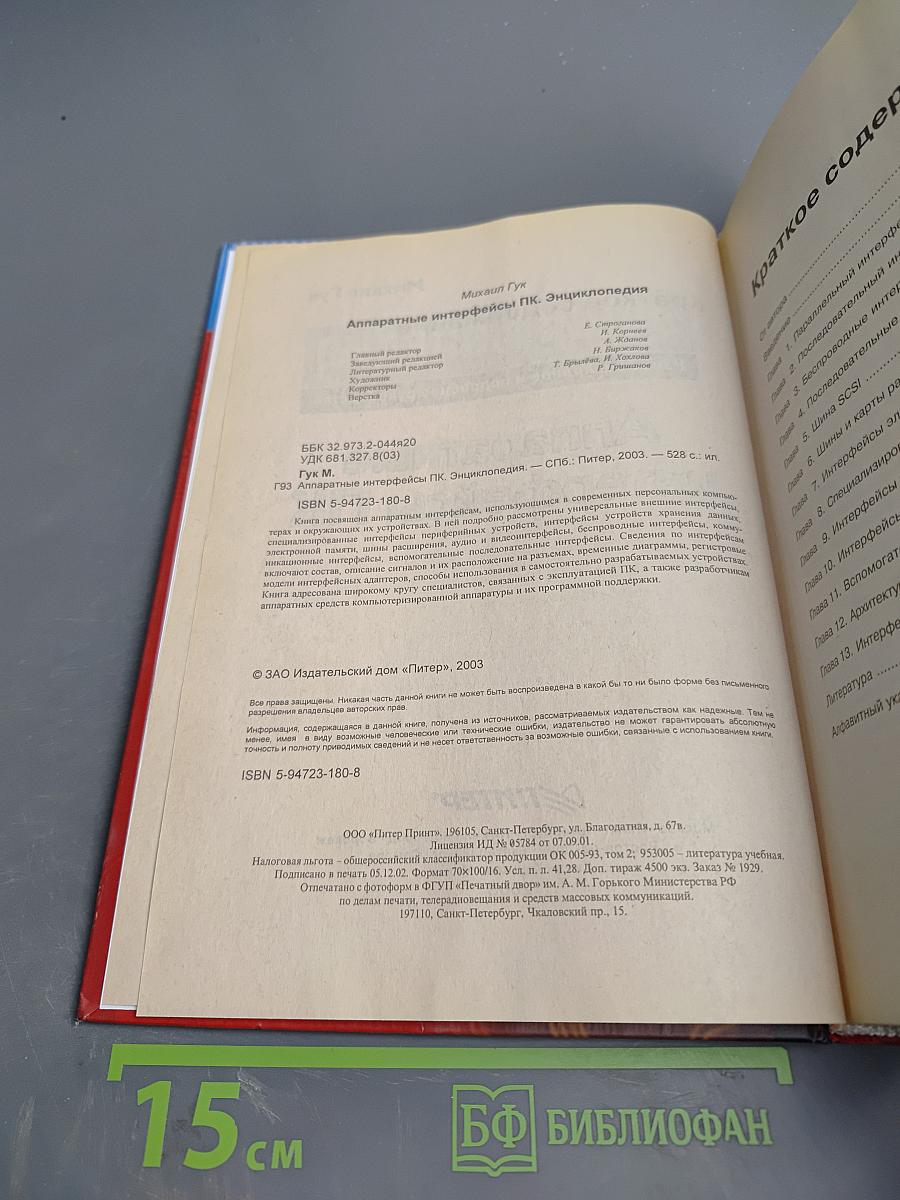 Михаил Гук
Аппаратные интерфейсы ПК. Энциклопедия
Главный редактор Е. Строганова
Заведующий редакцией И. Корнеев
Литературный редактор А. Жданов
Художник Н. Биржаков
Корректоры Т. Брылёва, И. Хохлова
Верстка Р. Гришанов
ББК 32.973.2-044я20
УДК 681.327.8(03)
Гук М.
Г93 Аппаратные интерфейсы ПК. Энциклопедия. — СПб.: Питер, 2003. — 528 с.: ил.
ISBN 5-94723-180-8
Книга посвящена аппаратным интерфейсам, использующимся в современных персональных компью-
терах и окружающих их устройствах. В ней подробно рассмотрены универсальные внешние интерфейсы,
специализированные интерфейсы периферийных устройств, интерфейсы устройств хранения данных,
электронной памяти, шины расширения, аудио и видеоинтерфейсы, беспроводные интерфейсы, комму-
никационные интерфейсы, вспомогательные последовательные интерфейсы. Сведения по интерфейсам
включают состав, описание сигналов и их расположение на разъемах, временные диаграммы, регистровые
модели интерфейсных адаптеров, способы использования в самостоятельно разрабатываемых устройствах.
Книга адресована широкому кругу специалистов, связанных с эксплуатацией ПК, а также разработчикам
аппаратных средств компьютеризированной аппаратуры и их программной поддержки.
© ЗАО Издательский дом «Питер», 2003
Все права защищены. Никакая часть данной книги не может быть воспроизведена в какой бы то ни было форме без письменного
разрешения владельцев авторских прав.
Информация, содержащаяся в данной книге, получена из источников, рассматриваемых издательством как надежные. Тем не
менее, имея в виду возможные человеческие или технические ошибки, издательство не может гарантировать абсолютную
точность и полноту приводимых сведений и не несет ответственность за возможные ошибки, связанные с использованием книги.
ISBN 5-94723-180-8
ООО «Питер Принт». 196105, Санкт-Петербург, ул. Благодатная, д. 67в.
Лицензия ИД № 05784 от 07.09.01.
Налоговая льгота – общероссийский классификатор продукции ОК 005-93, том 2; 953005 – литература учебная.
Подписано в печать 05.12.02. Формат 70×100/16. Усл. п. л. 41,28. Доп. тираж 4500 экз. Заказ № 1929.
Отпечатано с фотоформ в ФГУП «Печатный двор» им. А. М. Горького Министерства РФ
по делам печати, телерадиовещания и средств массовых коммуникаций.
197110, Санкт-Петербург, Чкаловский пр., 15.
Краткое содер
От автора
Введение
Глава 1. Параллельный интерфе
Глава 2. Последовательный ин
Глава 3. Беспроводные интер
Глава 4. Последовательные
Глава 5. Шина SCSI
Глава 6. Шины и карты ра
Глава 7. Интерфейсы эл
Глава 8. Специализиров
Глава 9. Интерфейсы
Глава 10. Интерфейсы
Глава 11. Вспомогат
Глава 12. Архитекту
Глава 13. Интерфе
Литература
Алфавитный ука
15 см
БФ БИБЛИОФАН